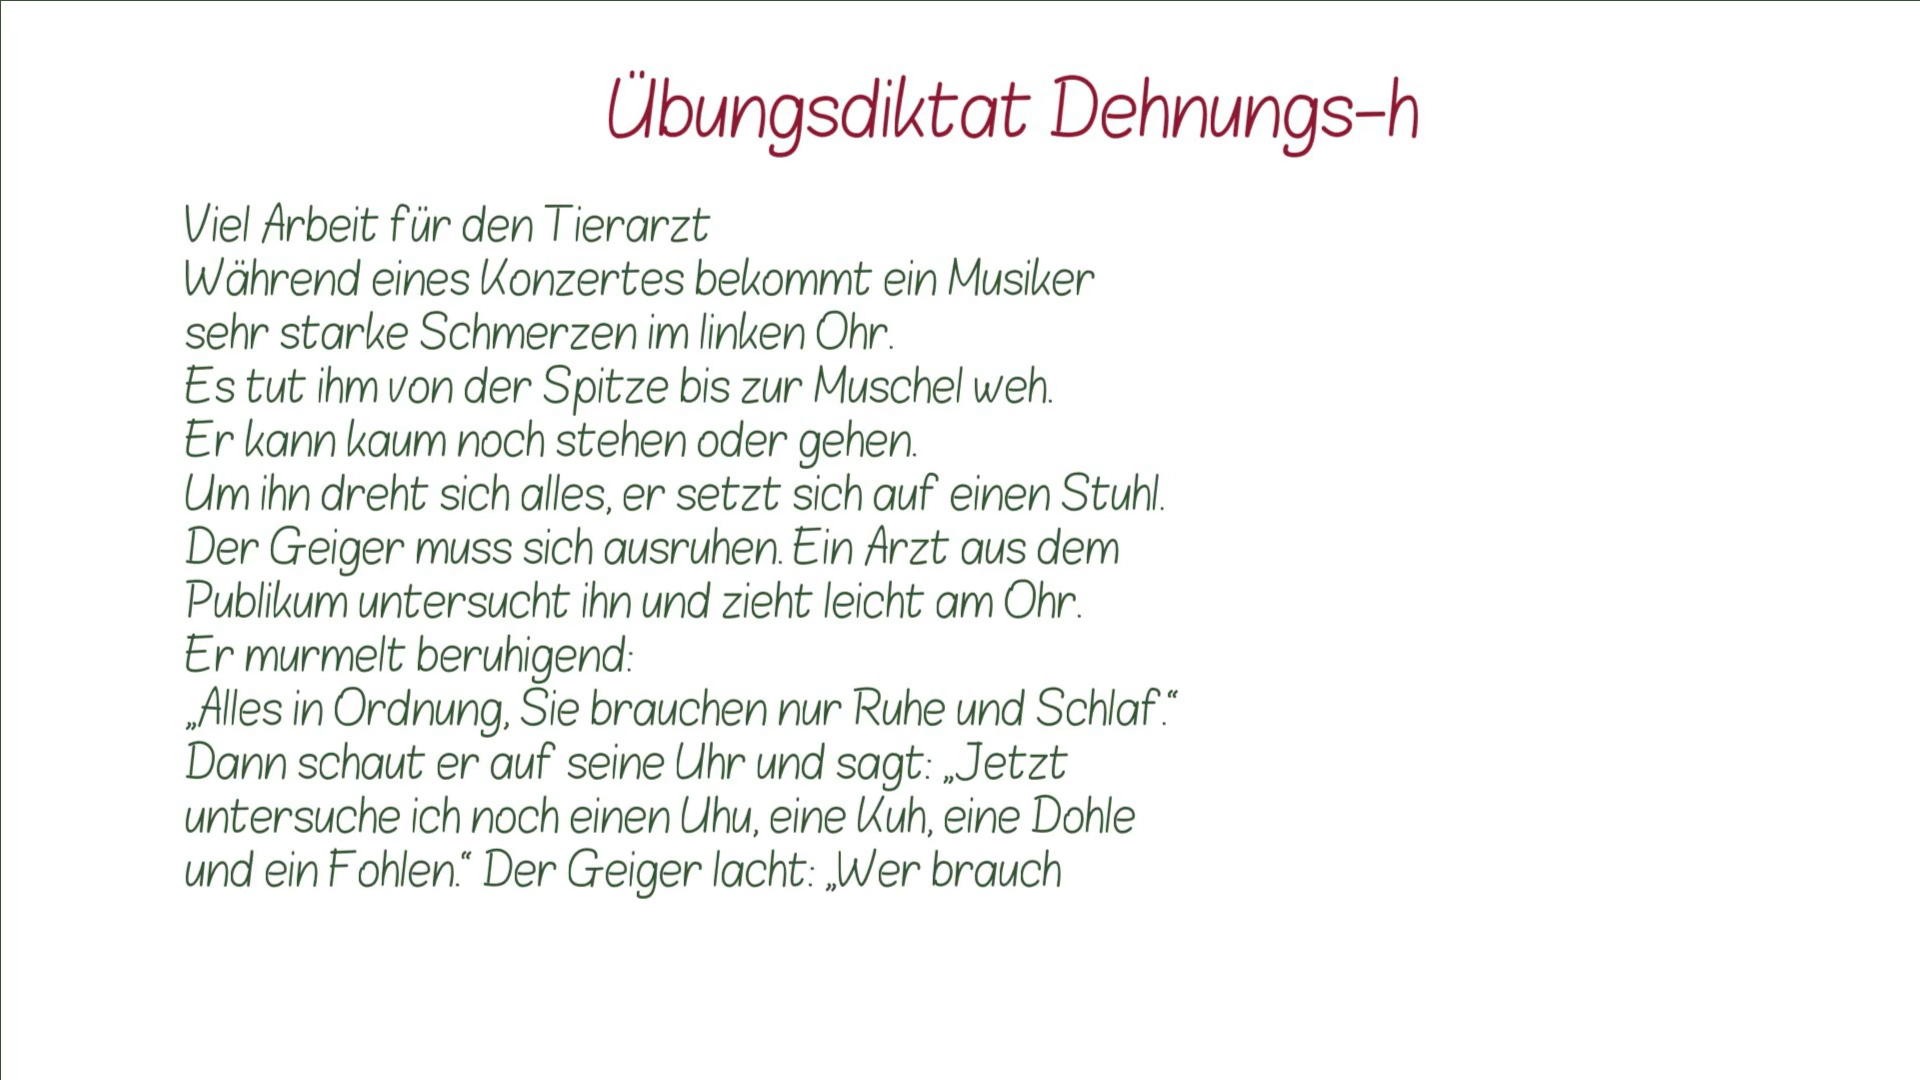 Übungsdiktat Dehnungs-h
Viel Arbeit für den Tierarzt
Während eines Konzertes bekommt ein Musiker
sehr starke Schmerzen im linken Ohr.
Es tut ihm von der Spitze bis zur Muschel weh.
Er kann kaum noch stehen oder gehen.
Um ihn dreht sich alles, er setzt sich auf einen Stuhl.
Der Geiger muss sich ausruhen. Ein Arzt aus dem
Publikum untersucht ihn und zieht leicht am Ohr.
Er murmelt beruhigend:
„Alles in Ordnung, Sie brauchen nur Ruhe und Schlaf.“
Dann schaut er auf seine Uhr und sagt: „Jetzt
untersuche ich noch einen Uhu, eine Kuh, eine Dohle
und ein Fohlen.“ Der Geiger lacht: „Wer brauch